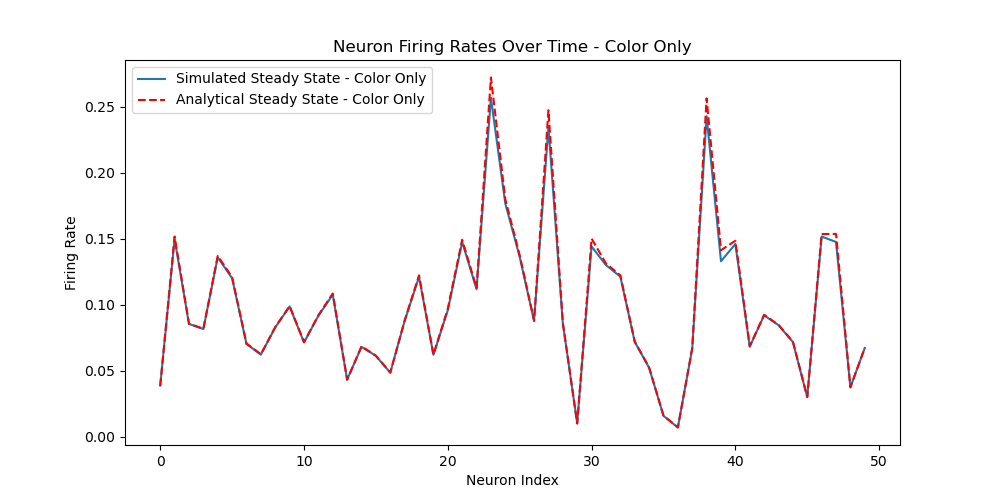 Neuron Firing Rates Over Time - Color Only
Simulated Steady State - Color Only
Analytical Steady State - Color Only
Firing Rate
0.25
0.20
0.15
0.10
0.05
0.00
0 10 20 30 40 50
Neuron Index